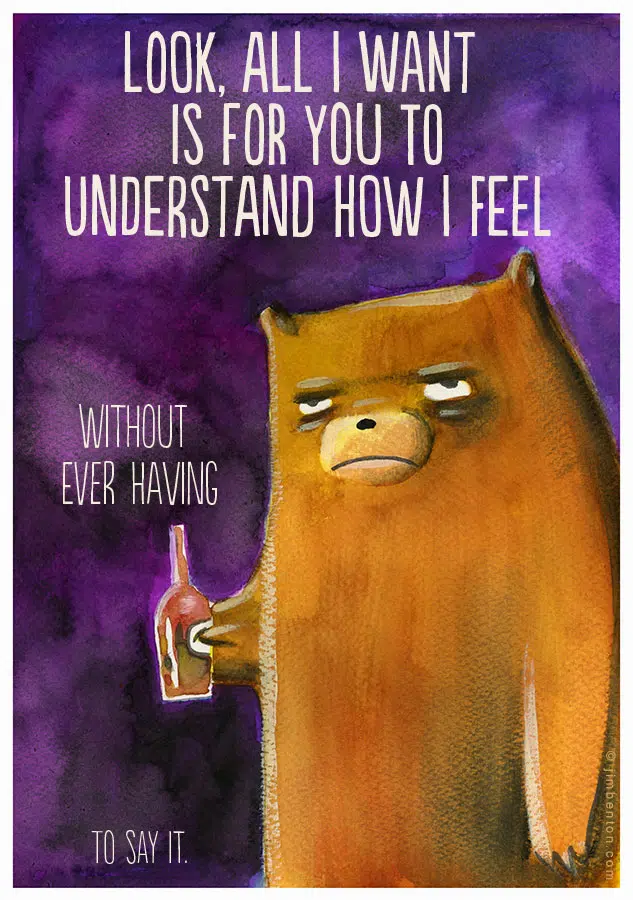 LOOK, ALL I WANT
IS FOR YOU TO
UNDERSTAND HOW I FEEL
WITHOUT
EVER HAVING
TO SAY IT.
© jimbenton.com